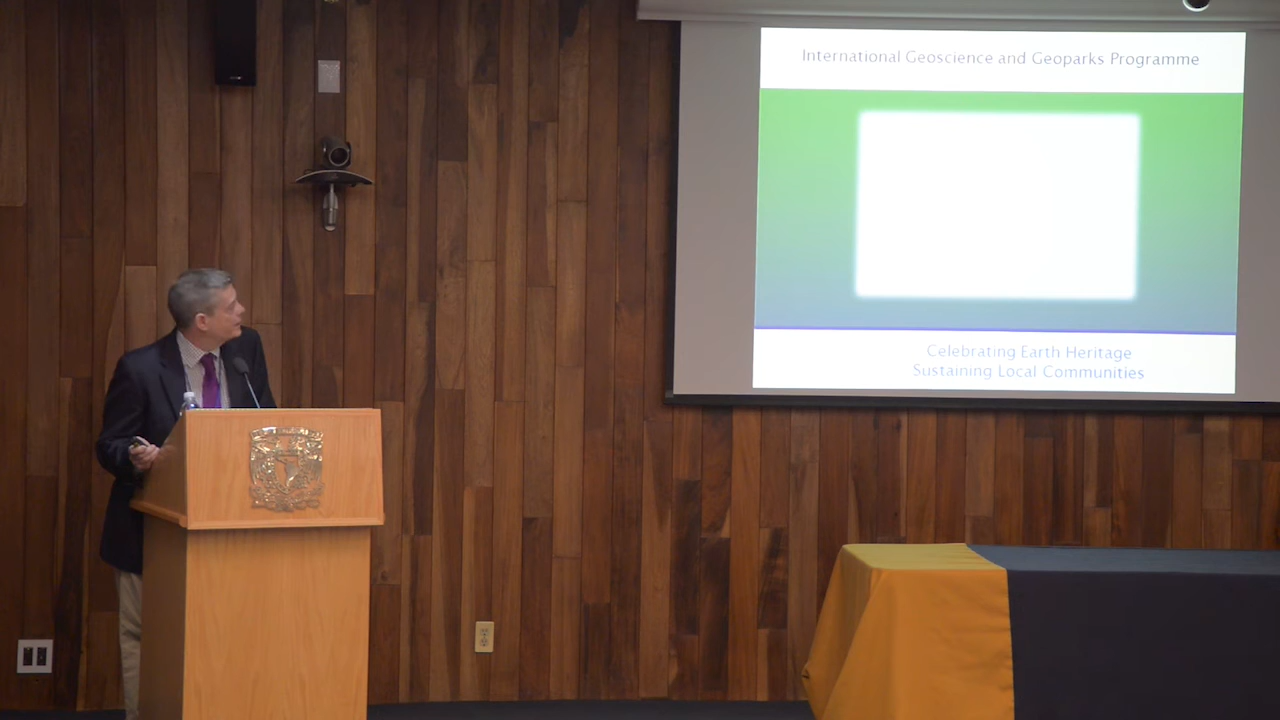 International Geoscience and Geoparks Programme
Celebrating Earth Heritage
Sustaining Local Communities